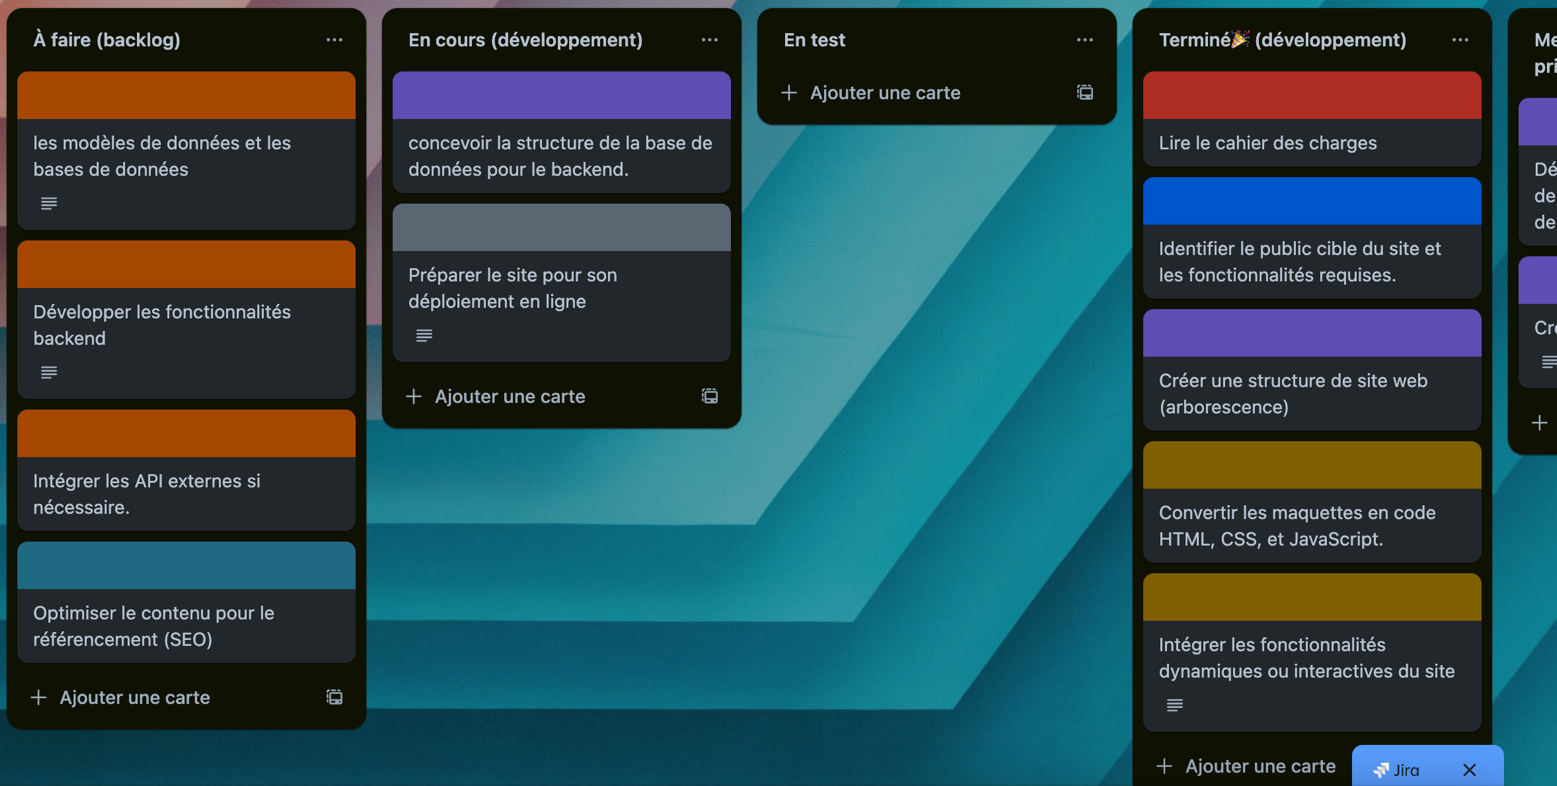 À faire (backlog)
les modèles de données et les
bases de données
Développer les fonctionnalités
backend
Intégrer les API externes si
nécessaire.
Optimiser le contenu pour le
référencement (SEO)
Ajouter une carte
En cours (développement)
concevoir la structure de la base de
données pour le backend.
Préparer le site pour son
déploiement en ligne
Ajouter une carte
En test
Ajouter une carte
Terminé🎉 (développement)
Lire le cahier des charges
Identifier le public cible du site et
les fonctionnalités requises.
Créer une structure de site web
(arborescence)
Convertir les maquettes en code
HTML, CSS, et JavaScript.
Intégrer les fonctionnalités
dynamiques ou interactives du site
Ajouter une carte
Jira
de
de